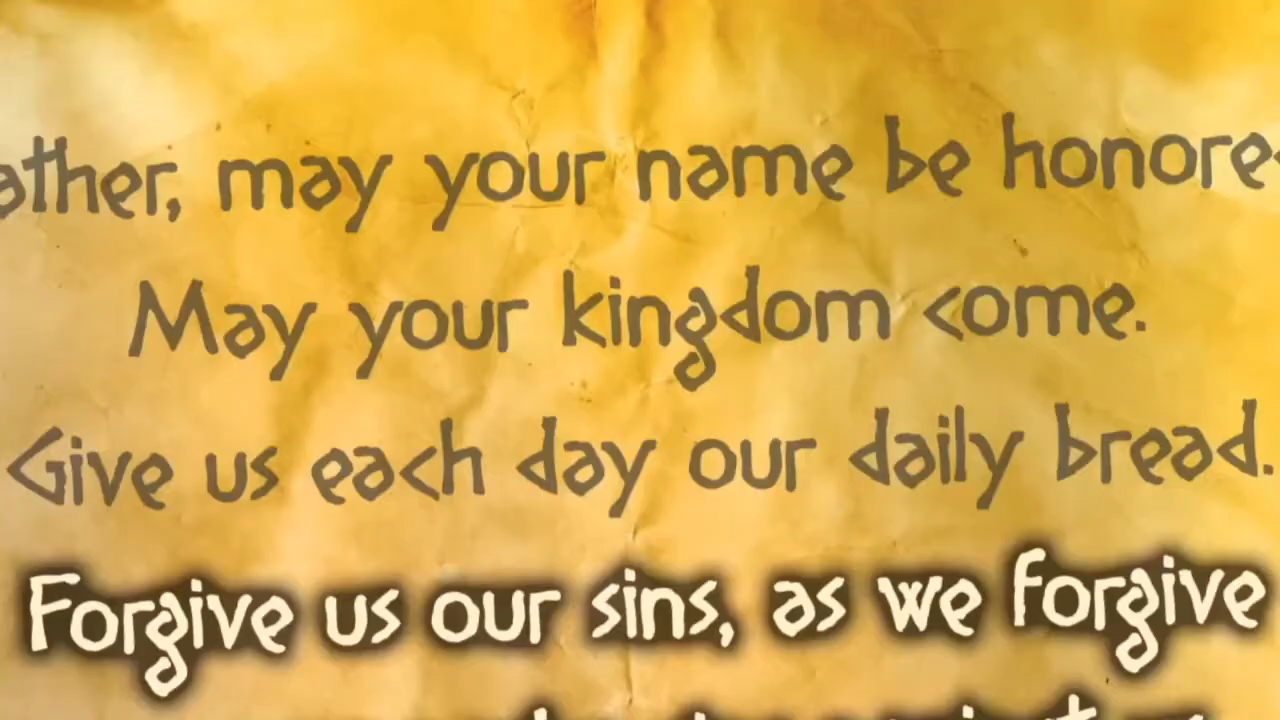 ather, may your name be honore
May your kingdom come.
Give us each day our daily bread.
Forgive us our sins, as we forgive